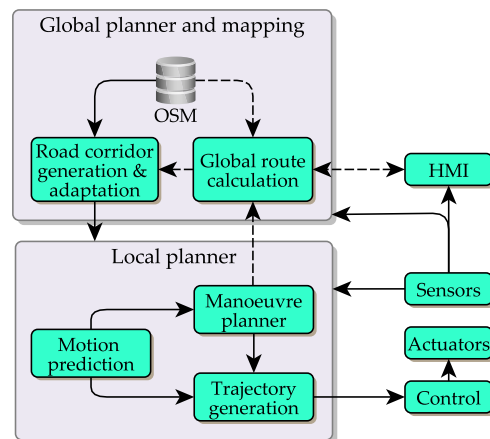 Global planner and mapping
OSM
Road corridor
generation &
adaptation
Global route
calculation
HMI
Local planner
Manoeuvre
planner
Sensors
Motion
prediction
Actuators
Trajectory
generation
Control